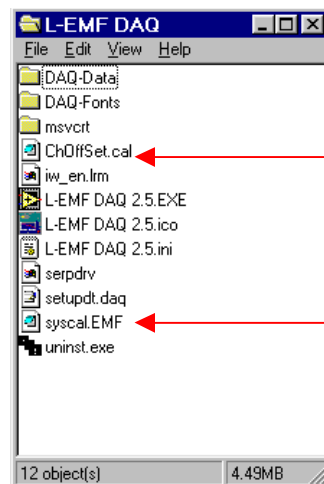 L-EMF DAQ
File Edit View Help
DAQ-Data
DAQ-Fonts
msvcrt
ChOffSet.cal
iw_en.lrm
L-EMF DAQ 2.5.EXE
L-EMF DAQ 2.5.ico
L-EMF DAQ 2.5.ini
serpdrv
setupdt.daq
syscal.EMF
uninst.exe
12 object(s) 4.49MB